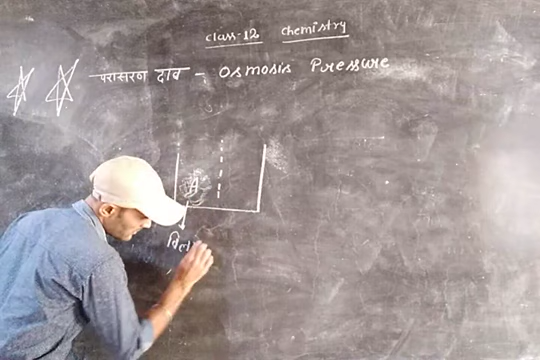 class-12 chemistry
परासरण दाब - Osmosis Pressure
A
विल